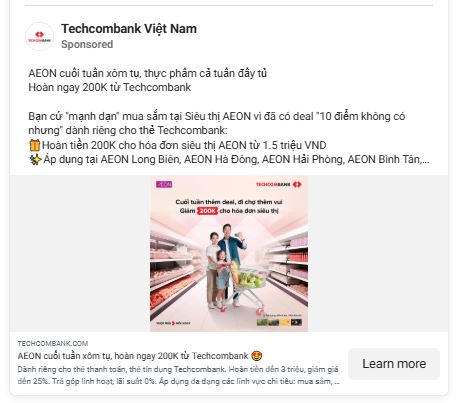 Techcombank Việt Nam
Sponsored
AEON cuối tuần xôm tụ, thực phẩm cả tuần đầy tủ
Hoàn ngay 200K từ Techcombank
Bạn cứ "mạnh dạn" mua sắm tại Siêu thị AEON vì đã có deal "10 điểm không có
nhưng" dành riêng cho thẻ Techcombank:
🎁Hoàn tiền 200K cho hóa đơn siêu thị AEON từ 1.5 triệu VND
✨Áp dụng tại AEON Long Biên, AEON Hà Đông, AEON Hải Phòng, AEON Bình Tân,...
AEON
TECHCOMBANK
Cuối tuần thêm deal, đi chợ thêm vui
Giảm 200K cho hóa đơn siêu thị
TECHCOMBANK.COM
AEON cuối tuần xôm tụ, hoàn ngay 200K từ Techcombank 😍
Dành riêng cho thẻ thanh toán, thẻ tín dụng Techcombank. Hoàn tiền đến 3 triệu, giảm giá
đến 25%. Trả góp linh hoạt, lãi suất 0%. Áp dụng đa dạng các lĩnh vực chi tiêu: mua sắm, ...
Learn more